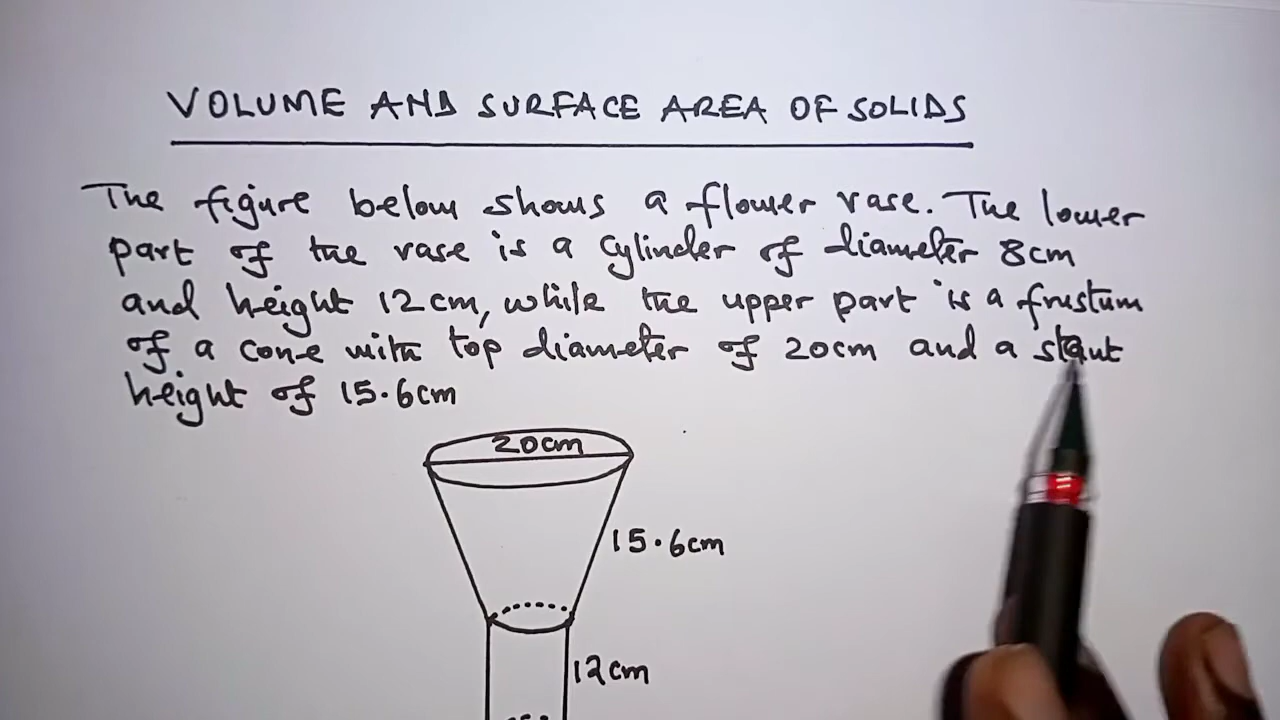 VOLUME AND SURFACE AREA OF SOLIDS
The figure below shows a flower vase. The lower
part of the vase is a cylinder of diameter 8cm
and height 12cm, while the upper part is a frustum
of a cone with top diameter of 20cm and a slant
height of 15.6cm
20cm
15.6cm
12cm